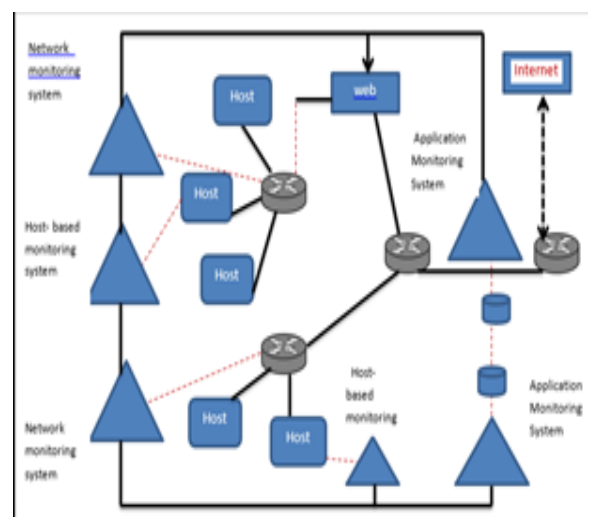 Network
monitoring
system
Host
web
Internet
Application
Monitoring
System
Host
Host- based
monitoring
system
Host
Host-
based
monitoring
Host
Host
Network
monitoring
system
Application
Monitoring
System